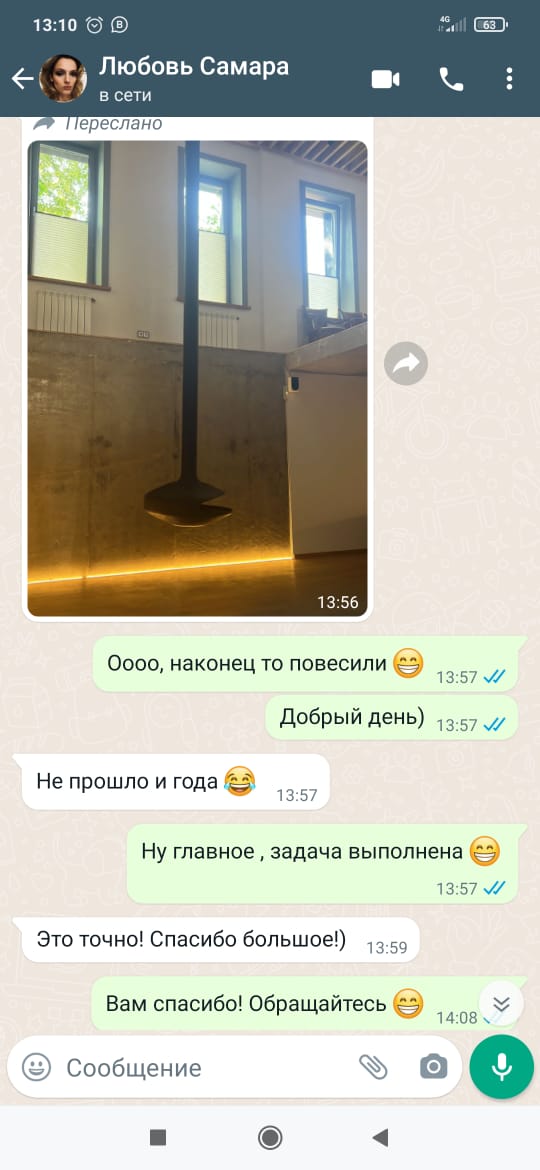 13:10 4G 63
Любовь Самара
в сети
Переслано
13:56
Оооо, наконец то повесили 😁 13:57
Добрый день) 13:57
Не прошло и года 😂 13:57
Ну главное , задача выполнена 😁
13:57
Это точно! Спасибо большое!) 13:59
Вам спасибо! Обращайтесь 😁 14:08
Сообщение